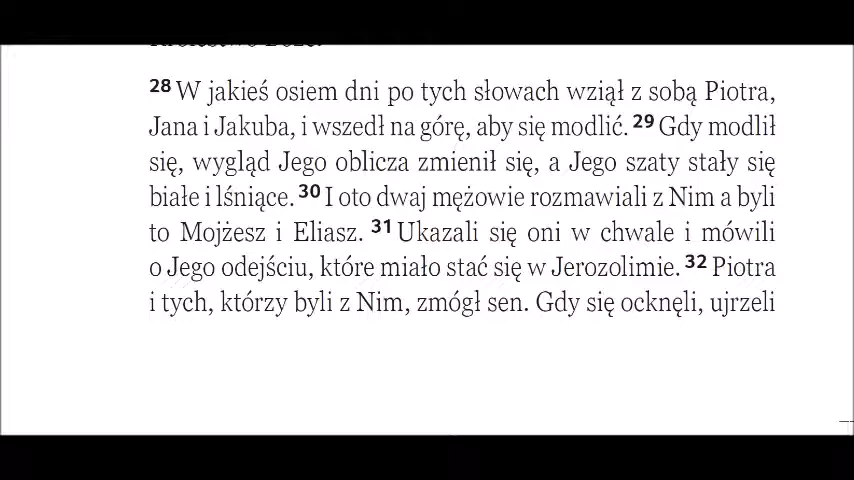 28 W jakieś osiem dni po tych słowach wziął z sobą Piotra,
Jana i Jakuba, i wszedł na górę, aby się modlić. 29 Gdy modlił
się, wygląd Jego oblicza zmienił się, a Jego szaty stały się
białe i lśniące. 30 I oto dwaj mężowie rozmawiali z Nim a byli
to Mojżesz i Eliasz. 31 Ukazali się oni w chwale i mówili
o Jego odejściu, które miało stać się w Jerozolimie. 32 Piotra
i tych, którzy byli z Nim, zmógł sen. Gdy się ocknęli, ujrzeli